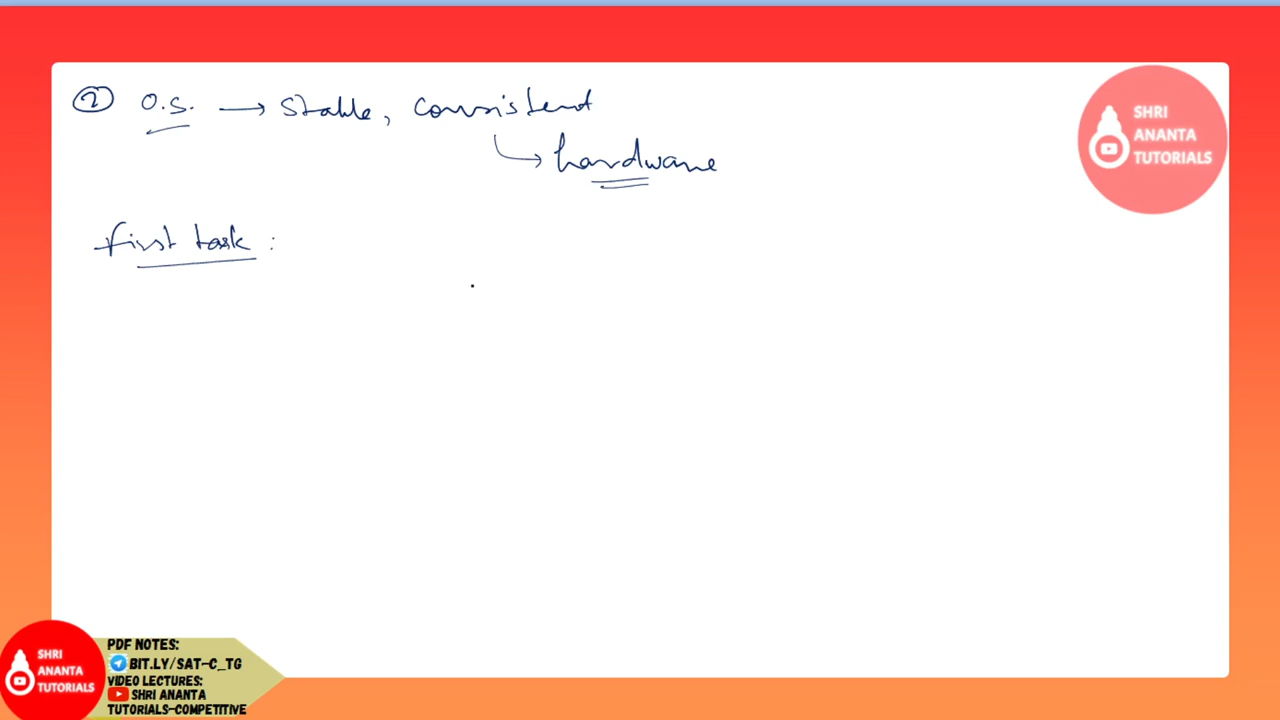 ② O.S. → stable, consistent
↳ hardware
first task :
SHRI
ANANTA
TUTORIALS
SHRI
ANANTA
TUTORIALS
PDF NOTES:
BIT.LY/SAT-C_TG
VIDEO LECTURES:
SHRI ANANTA
TUTORIALS-COMPETITIVE